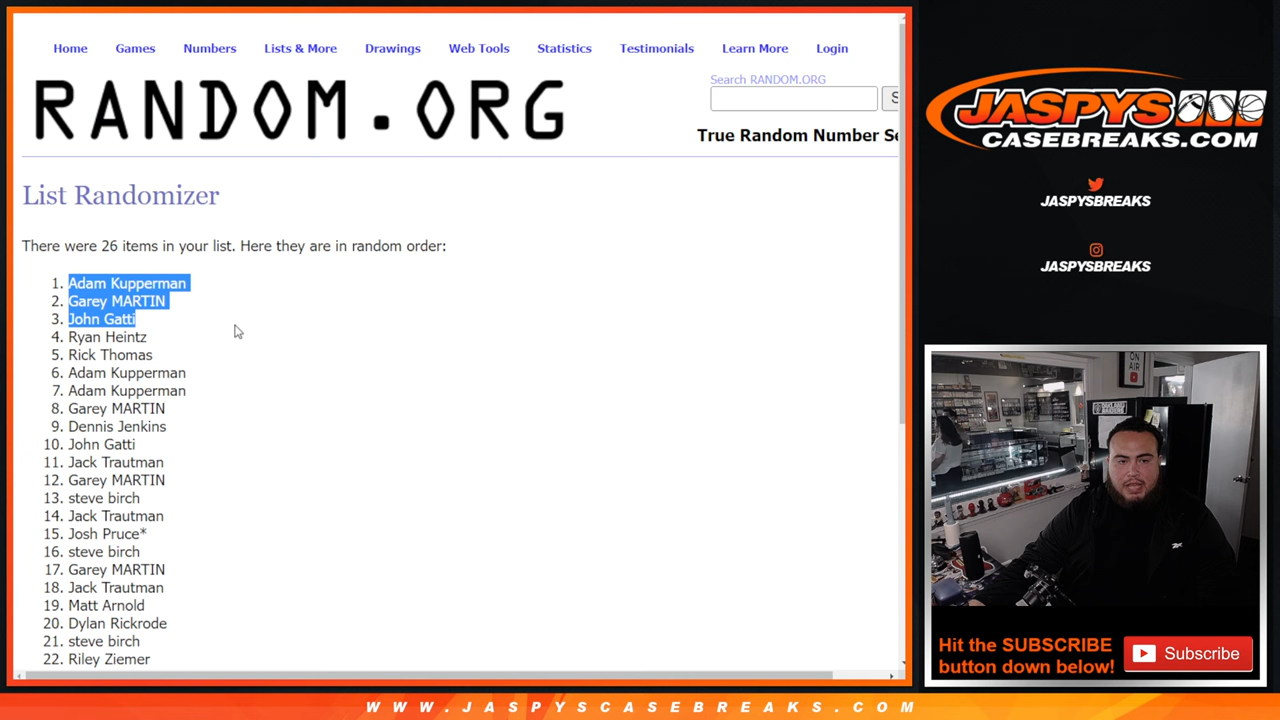 Home Games Numbers Lists & More Drawings Web Tools Statistics Testimonials Learn More Login
RANDOM.ORG
Search RANDOM.ORG
S
True Random Number Se
List Randomizer
There were 26 items in your list. Here they are in random order:
1. Adam Kupperman
2. Garey MARTIN
3. John Gatti
4. Ryan Heintz
5. Rick Thomas
6. Adam Kupperman
7. Adam Kupperman
8. Garey MARTIN
9. Dennis Jenkins
10. John Gatti
11. Jack Trautman
12. Garey MARTIN
13. steve birch
14. Jack Trautman
15. Josh Pruce*
16. steve birch
17. Garey MARTIN
18. Jack Trautman
19. Matt Arnold
20. Dylan Rickrode
21. steve birch
22. Riley Ziemer
JASPYS
CASEBREAKS.COM
JASPYSBREAKS
JASPYSBREAKS
ON
AIR
OAKLAND
RAIDERS
Hit the SUBSCRIBE
button down below!
Subscribe
WWW.JASPYSCASEBREAKS.COM